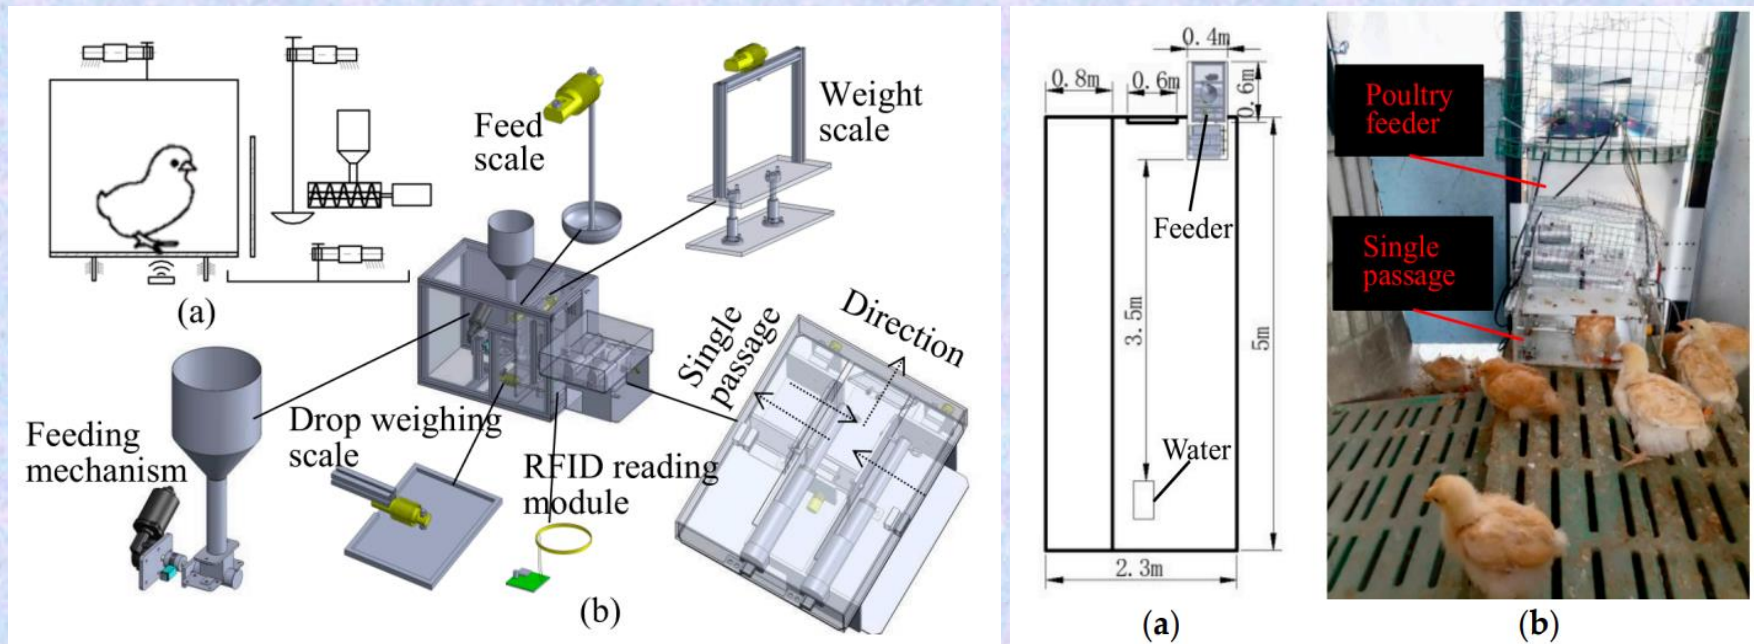 Feed
scale
Weight
scale
(a)
Feeding
mechanism
Drop weighing
scale
RFID reading
module
Single
passage
Direction
(b)
0.4m
0.8m
0.6m
0.6m
Feeder
3.5m
5m
Water
2.3m
(a)
Poultry
feeder
Single
passage
(b)